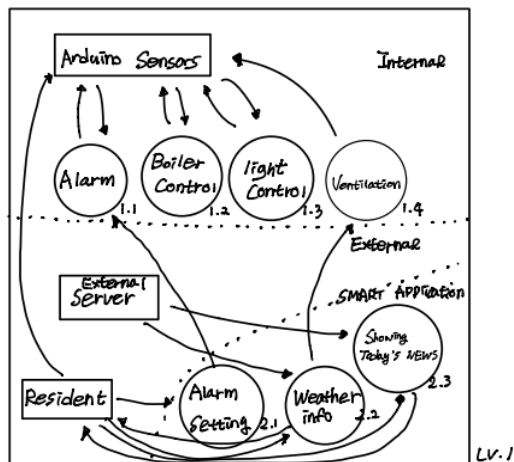 Arduino Sensors
Internal
Alarm
1.1
Boiler
Control
1.2
light
Control
1.3
Ventilation
1.4
External
External
Server
SMART APPlICATION
Showing
Today's NEWS
2.3
Resident
Alarm
Setting
2.1
Weather
info
2.2
LV.1